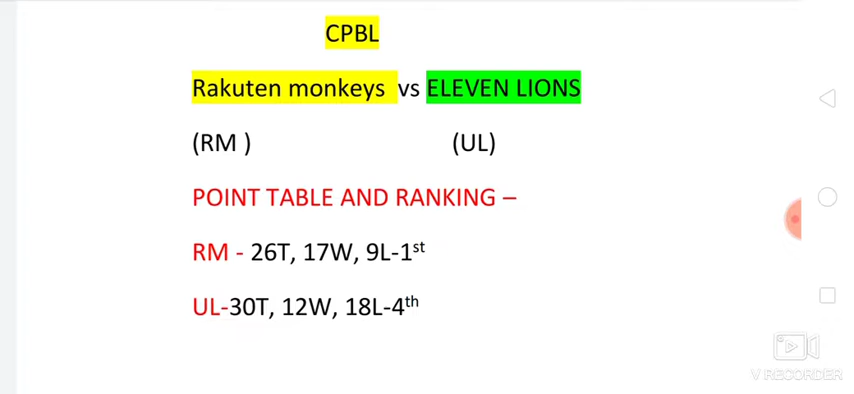 CPBL
Rakuten monkeys vs ELEVEN LIONS
(RM ) (UL)
POINT TABLE AND RANKING –
RM - 26T, 17W, 9L-1st
UL-30T, 12W, 18L-4th
V RECORDER